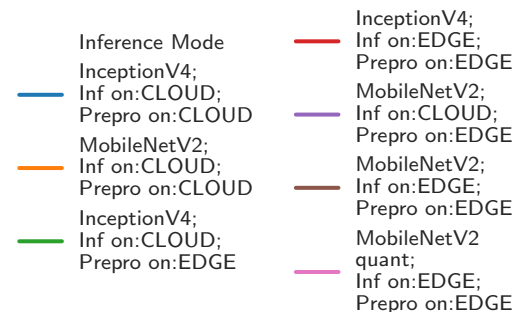 Inference Mode
InceptionV4;
Inf on:CLOUD;
Prepro on:CLOUD
MobileNetV2;
Inf on:CLOUD;
Prepro on:CLOUD
InceptionV4;
Inf on:CLOUD;
Prepro on:EDGE
InceptionV4;
Inf on:EDGE;
Prepro on:EDGE
MobileNetV2;
Inf on:CLOUD;
Prepro on:EDGE
MobileNetV2;
Inf on:EDGE;
Prepro on:EDGE
MobileNetV2
quant;
Inf on:EDGE;
Prepro on:EDGE